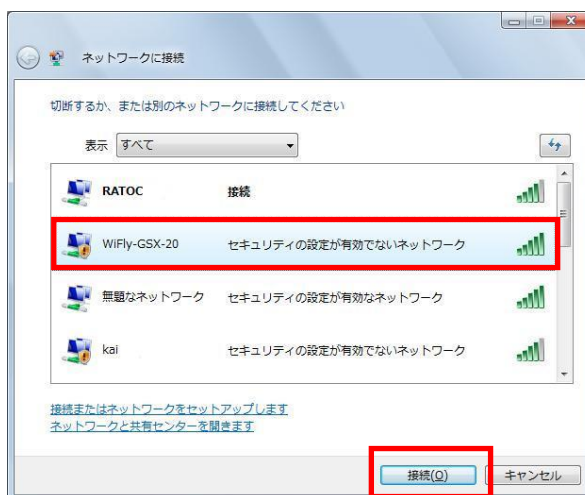 ネットワークに接続
切断するか、または別のネットワークに接続してください
表示 すべて
RATOC 接続
WiFly-GSX-20 セキュリティの設定が有効でないネットワーク
無題なネットワーク セキュリティの設定が有効なネットワーク
kai セキュリティの設定が有効でないネットワーク
接続またはネットワークをセットアップします
ネットワークと共有センターを開きます
接続(O) キャンセル